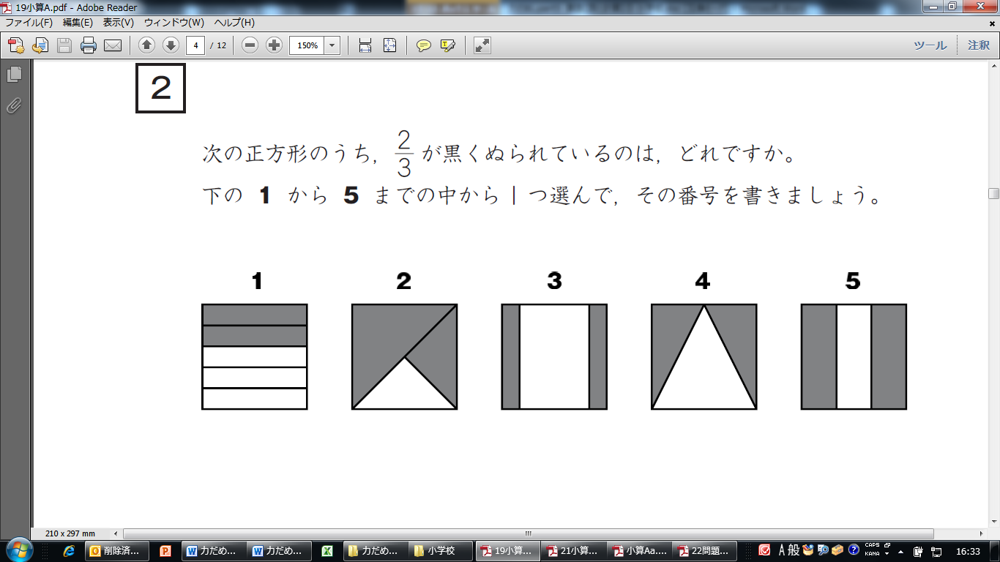 19小算A.pdf - Adobe Reader
ファイル(F) 編集(E) 表示(V) ウィンドウ(W) ヘルプ(H)
4 / 12 150% ツール 注釈
2
次の正方形のうち，2/3が黒くぬられているのは，どれですか。
下の 1 から 5 までの中から1つ選んで，その番号を書きましょう。
1 2 3 4 5
210 x 297 mm
削除済... 力だめ... 力だめ... 力だめ... 小学校 19小算... 21小算... 小算Aa.... 22問題... A 般 CAPS KANA 16:33